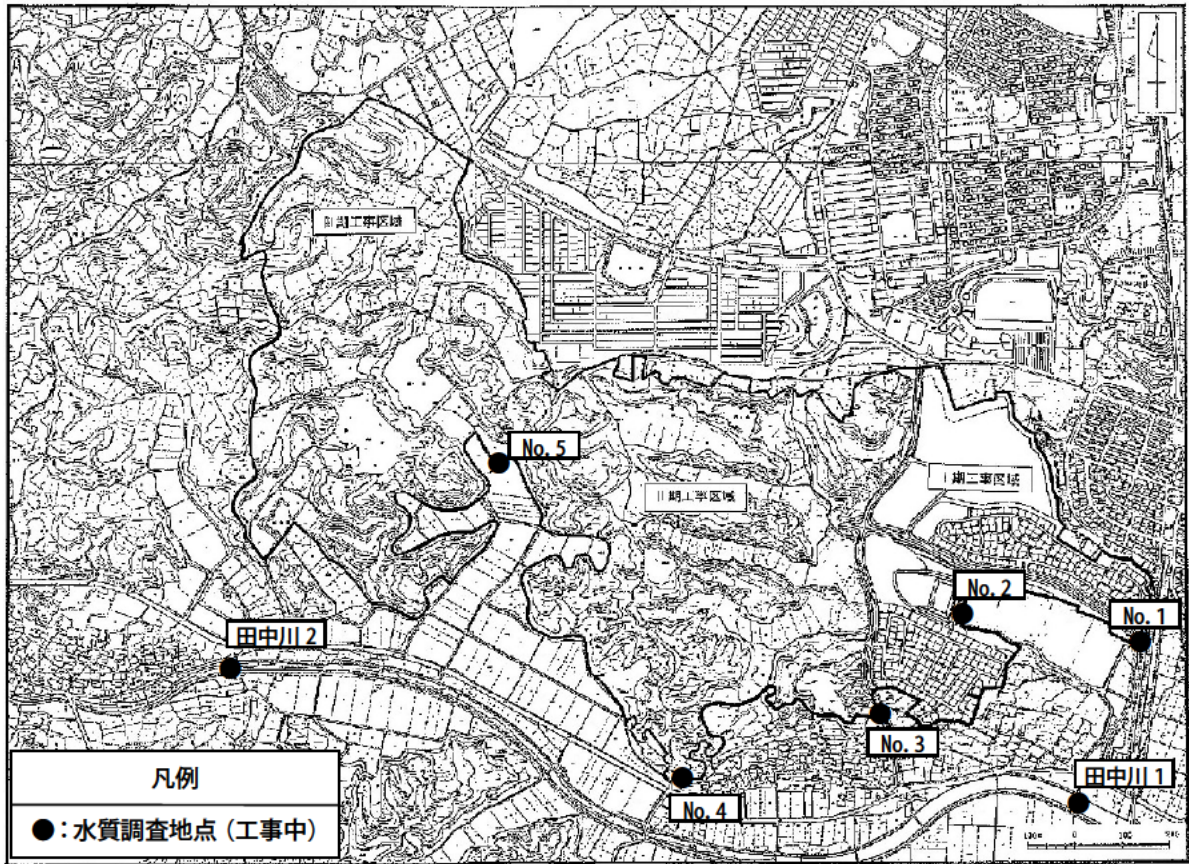 N
Ⅲ期工事区域
No. 5
Ⅱ期工事区域
Ⅰ期工事区域
No. 2
No. 1
田中川 2
No. 3
No. 4
田中川 1
凡例
●：水質調査地点（工事中）